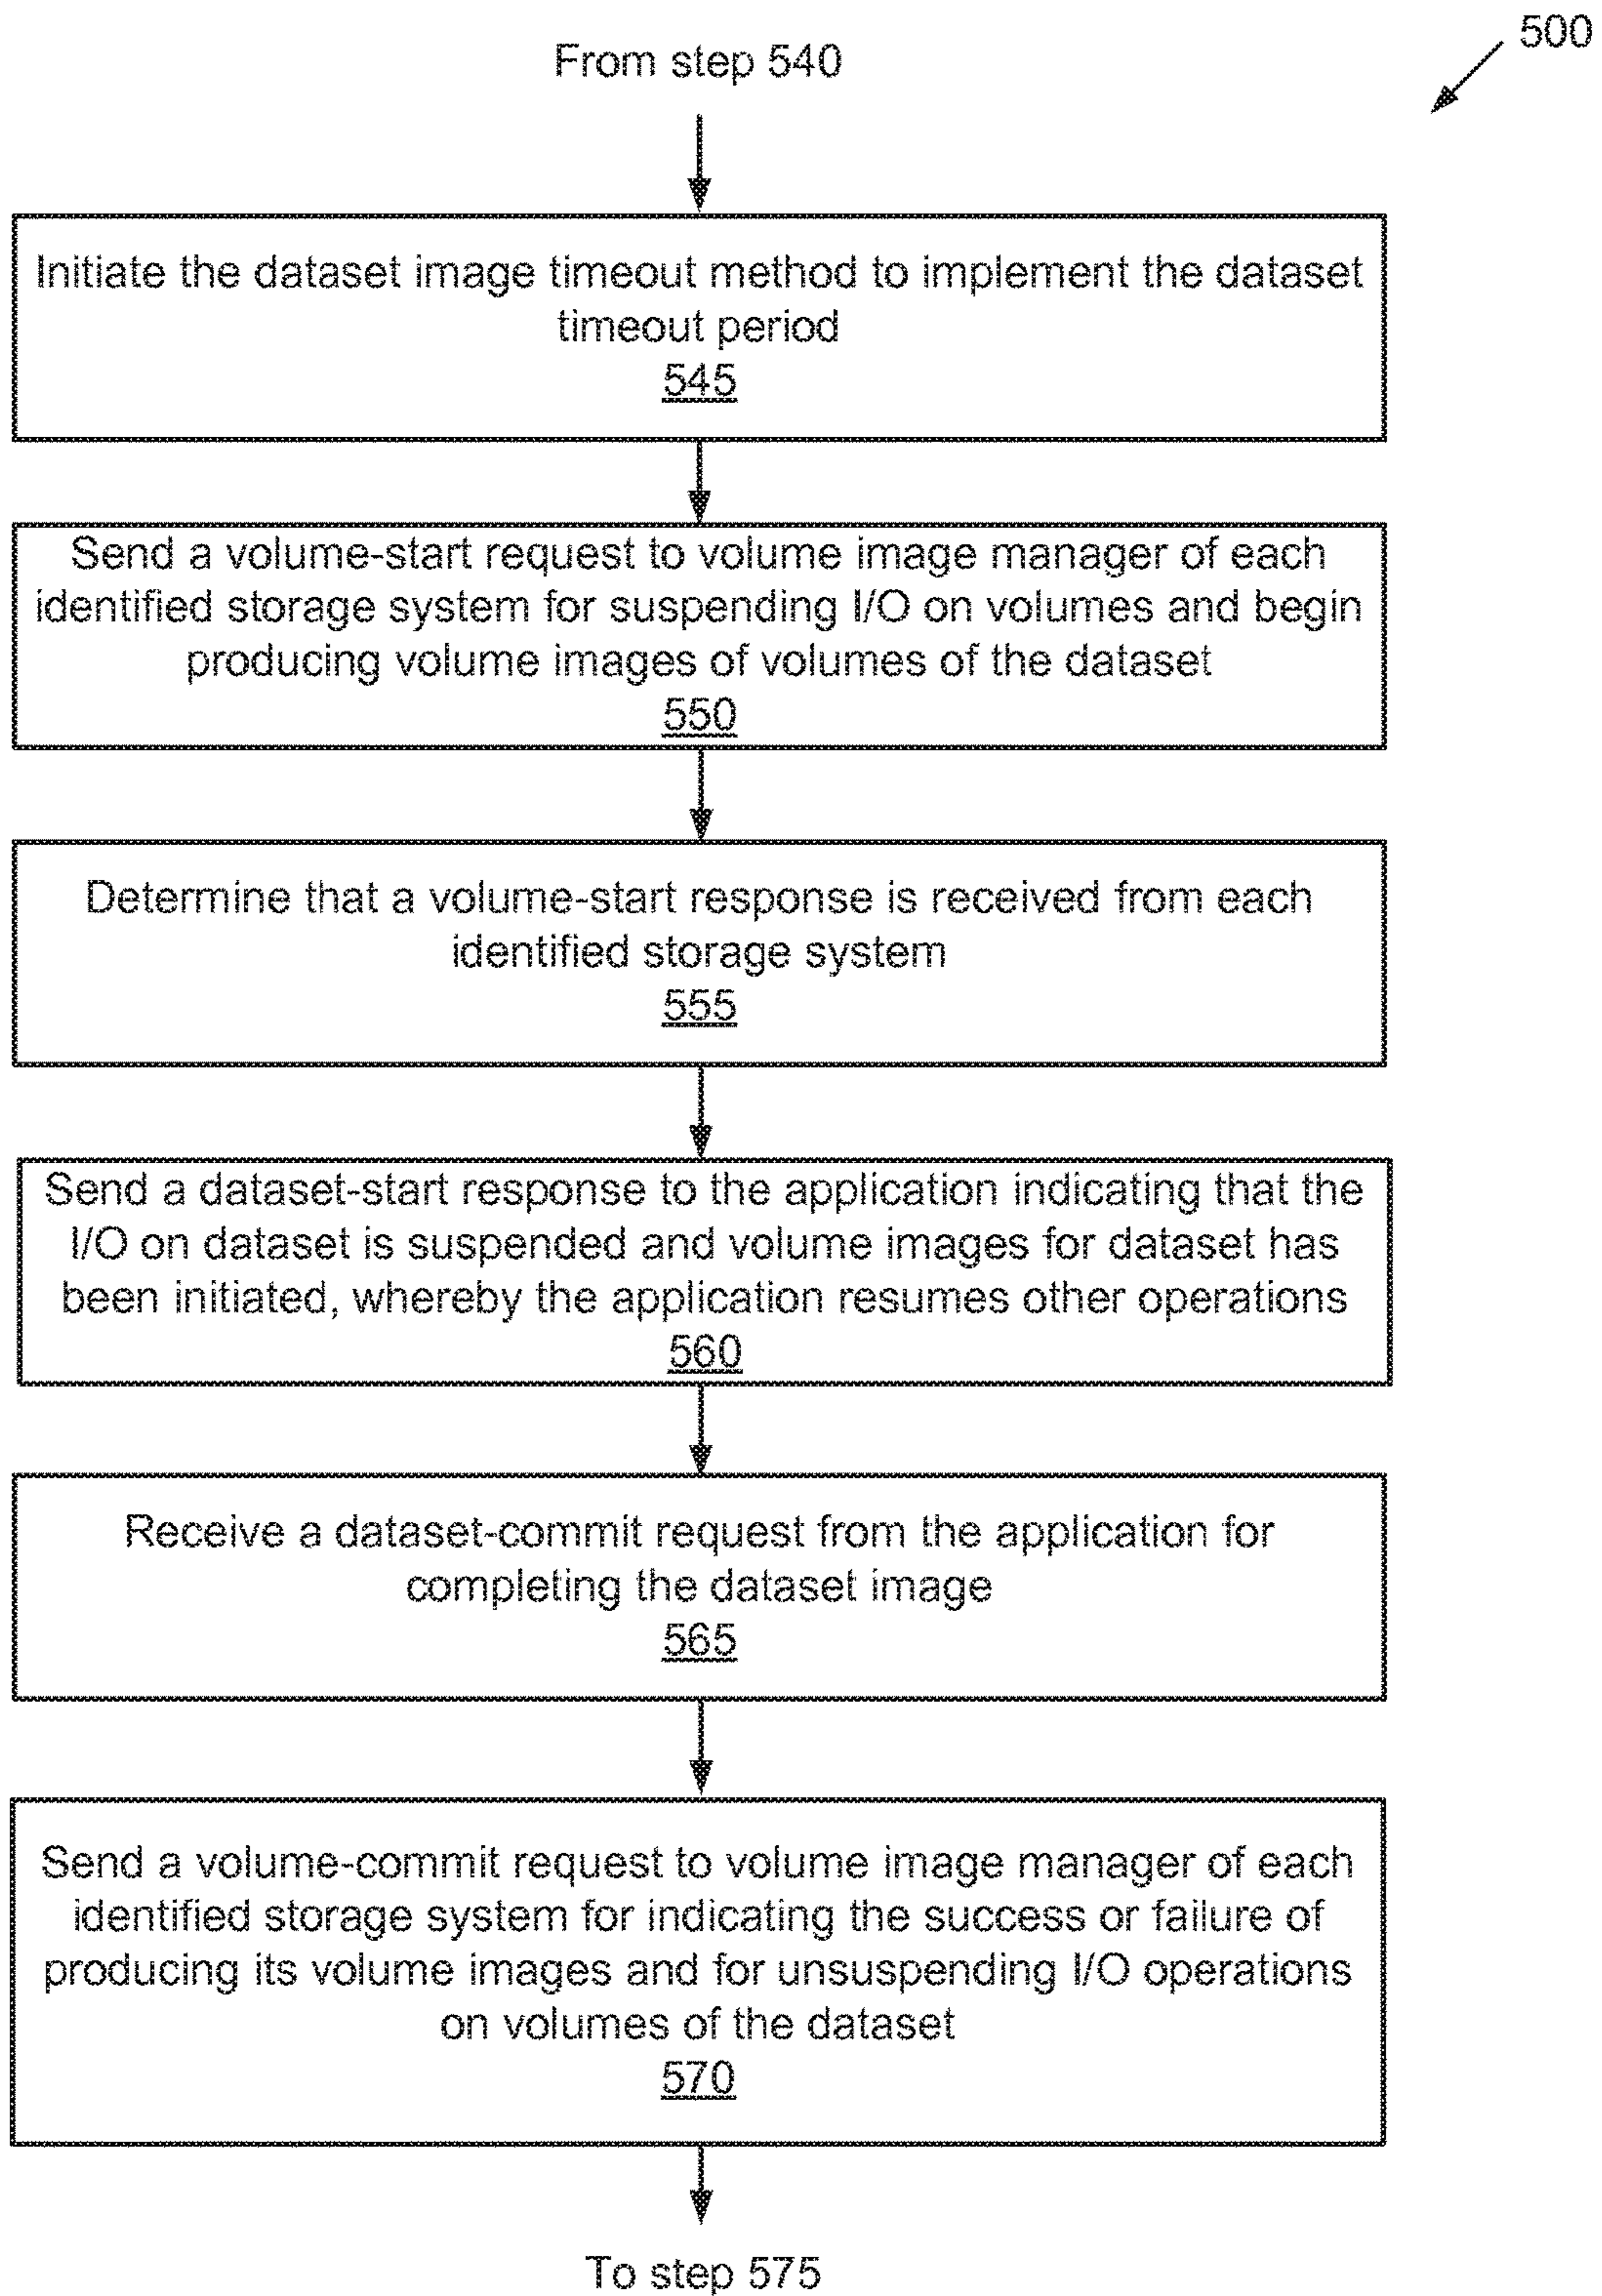 500
From step 540
Initiate the dataset image timeout method to implement the dataset
timeout period
545
Send a volume-start request to volume image manager of each
identified storage system for suspending I/O on volumes and begin
producing volume images of volumes of the dataset
550
Determine that a volume-start response is received from each
identified storage system
555
Send a dataset-start response to the application indicating that the
I/O on dataset is suspended and volume images for dataset has
been initiated, whereby the application resumes other operations
560
Receive a dataset-commit request from the application for
completing the dataset image
565
Send a volume-commit request to volume image manager of each
identified storage system for indicating the success or failure of
producing its volume images and for unsuspending I/O operations
on volumes of the dataset
570
To step 575